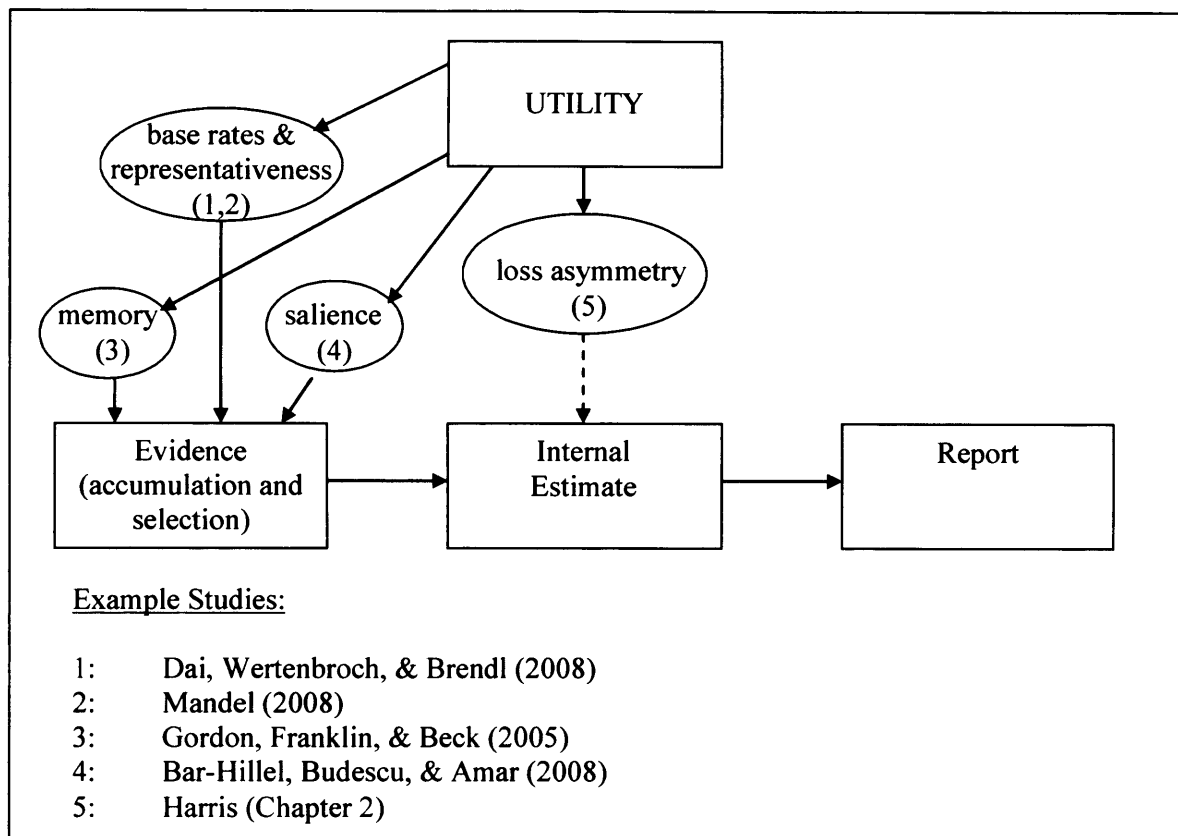 UTILITY
base rates &
representativeness
(1,2)
loss asymmetry
(5)
memory
(3)
salience
(4)
Evidence
(accumulation and
selection)
Internal
Estimate
Report
Example Studies:
1: Dai, Wertenbroch, & Brendl (2008)
2: Mandel (2008)
3: Gordon, Franklin, & Beck (2005)
4: Bar-Hillel, Budescu, & Amar (2008)
5: Harris (Chapter 2)